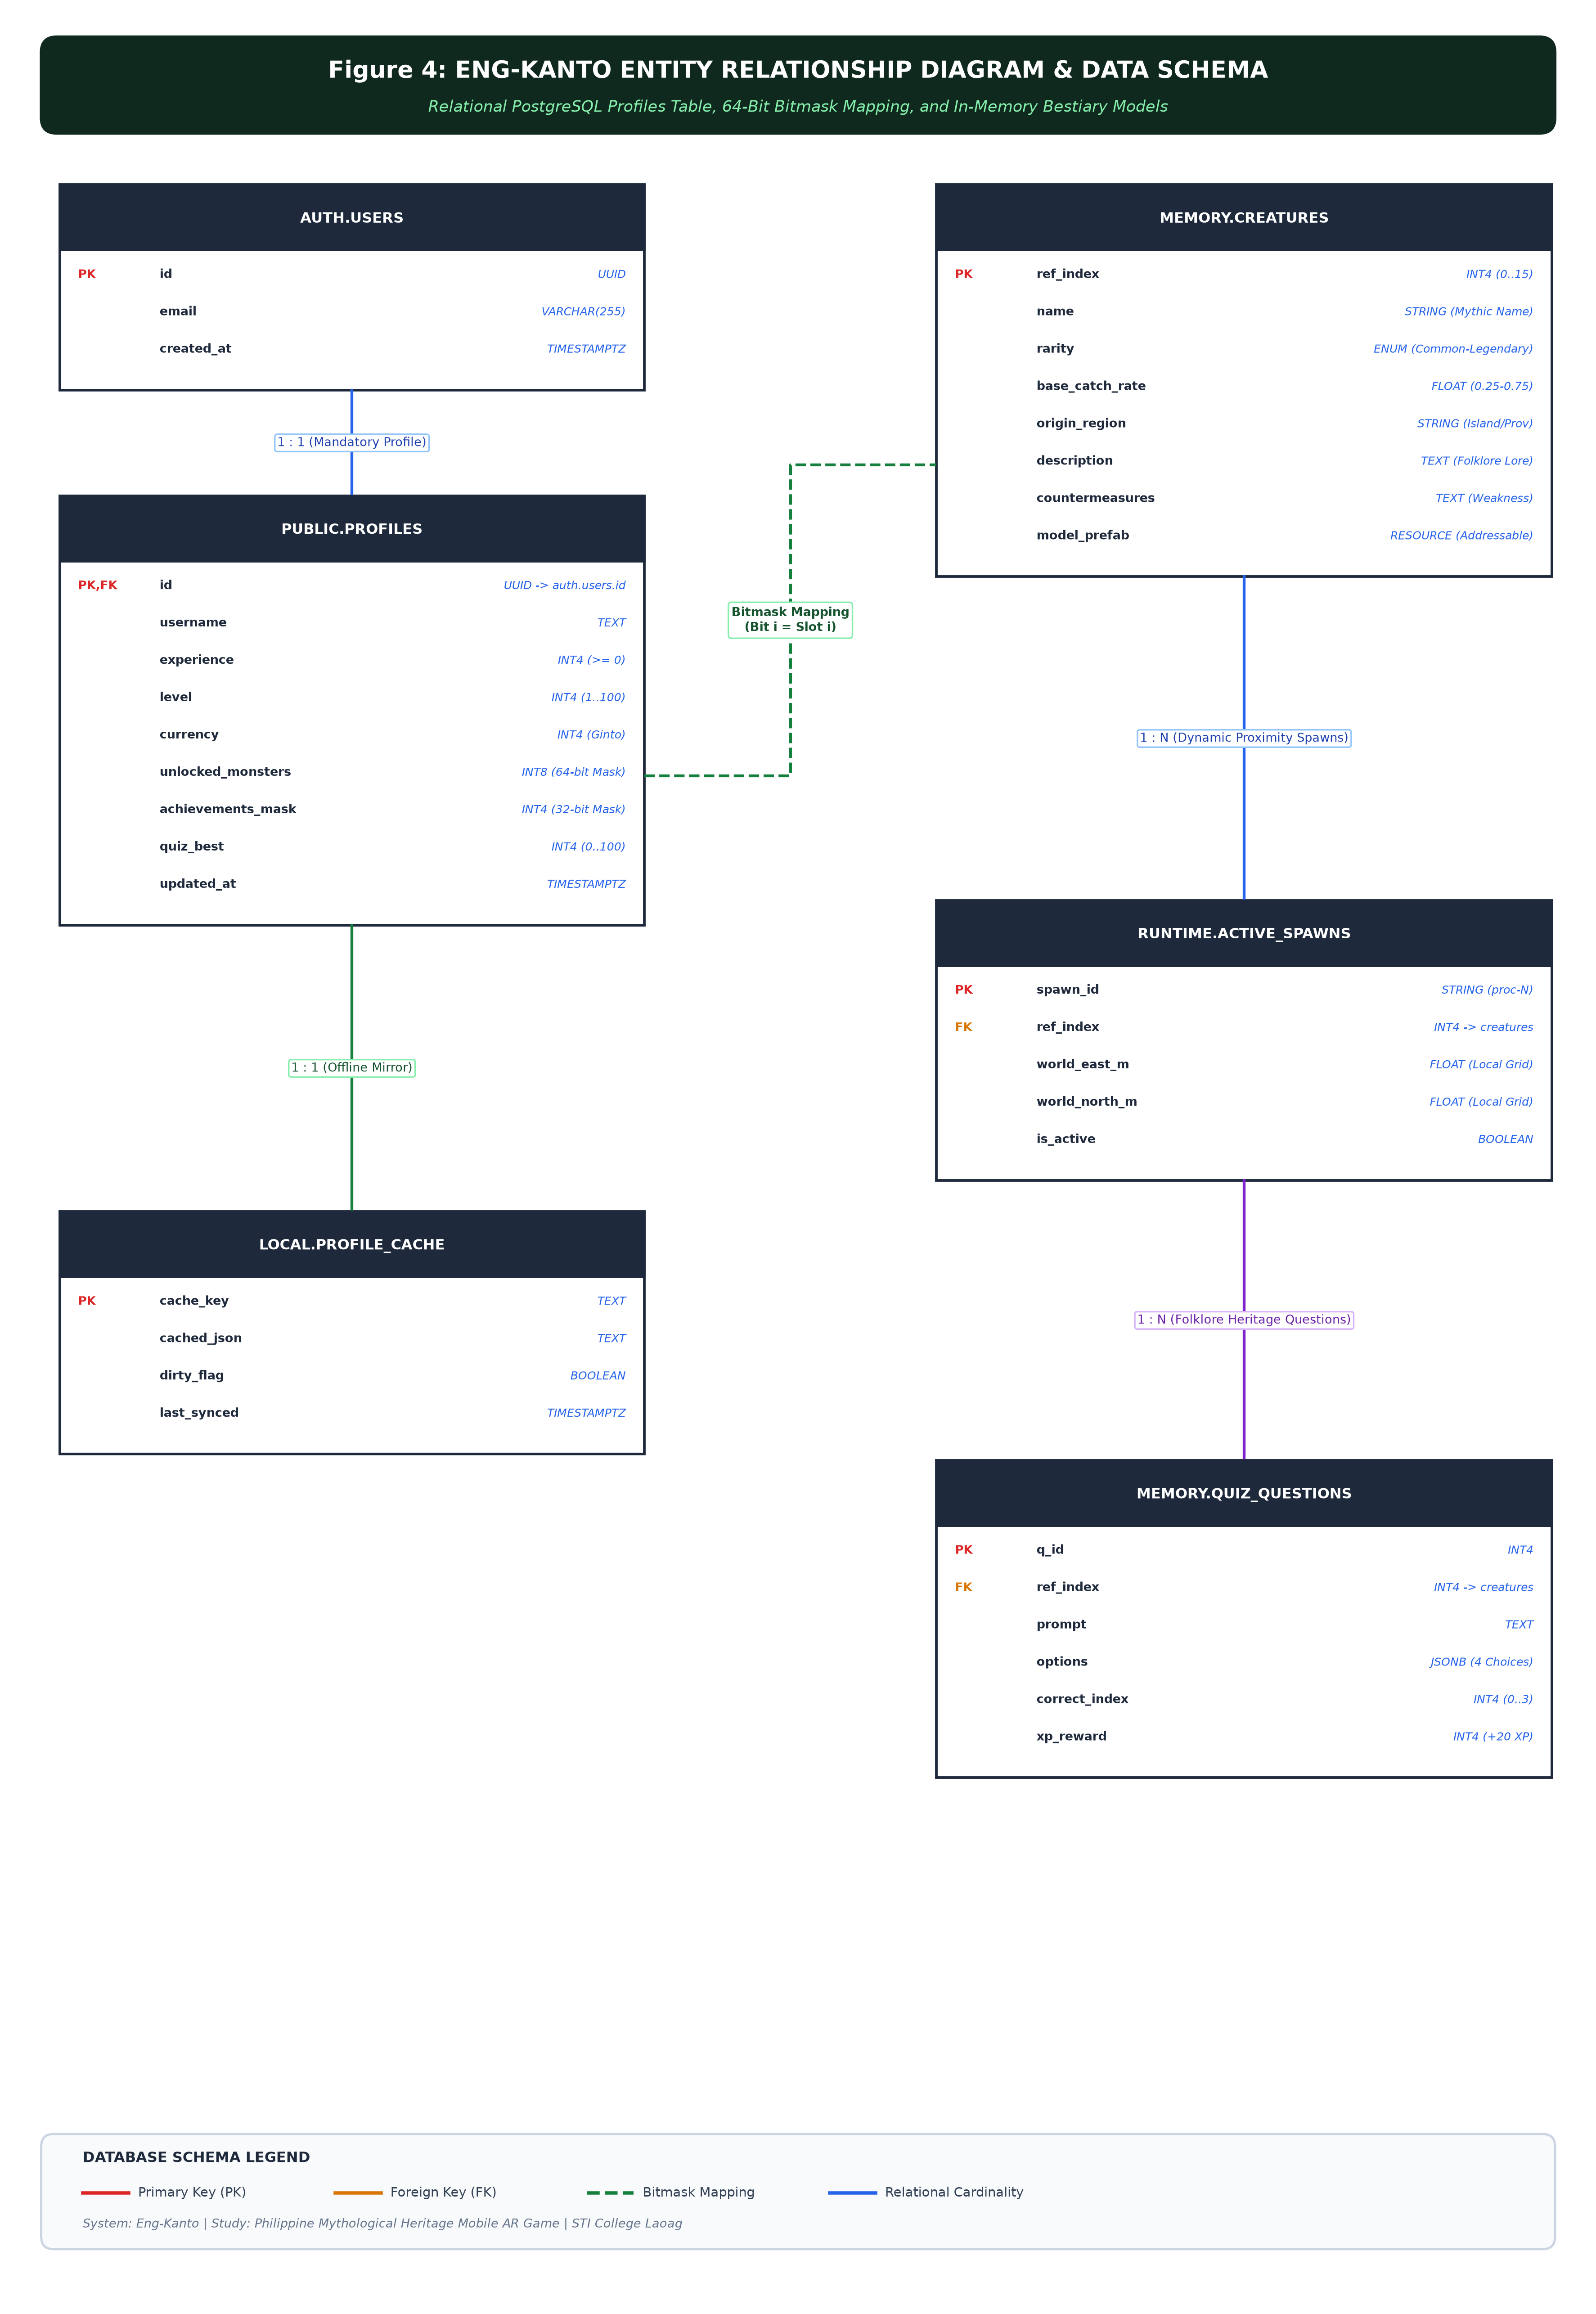 Figure 4: ENG-KANTO ENTITY RELATIONSHIP DIAGRAM & DATA SCHEMA
Relational PostgreSQL Profiles Table, 64-Bit Bitmask Mapping, and In-Memory Bestiary Models
AUTH.USERS
PK id UUID
email VARCHAR(255)
created_at TIMESTAMPTZ
1 : 1 (Mandatory Profile)
PUBLIC.PROFILES
PK,FK id UUID -> auth.users.id
username TEXT
experience INT4 (>= 0)
level INT4 (1..100)
currency INT4 (Ginto)
unlocked_monsters INT8 (64-bit Mask)
achievements_mask INT4 (32-bit Mask)
quiz_best INT4 (0..100)
updated_at TIMESTAMPTZ
1 : 1 (Offline Mirror)
LOCAL.PROFILE_CACHE
PK cache_key TEXT
cached_json TEXT
dirty_flag BOOLEAN
last_synced TIMESTAMPTZ
Bitmask Mapping
(Bit i = Slot i)
MEMORY.CREATURES
PK ref_index INT4 (0..15)
name STRING (Mythic Name)
rarity ENUM (Common-Legendary)
base_catch_rate FLOAT (0.25-0.75)
origin_region STRING (Island/Prov)
description TEXT (Folklore Lore)
countermeasures TEXT (Weakness)
model_prefab RESOURCE (Addressable)
1 : N (Dynamic Proximity Spawns)
RUNTIME.ACTIVE_SPAWNS
PK spawn_id STRING (proc-N)
FK ref_index INT4 -> creatures
world_east_m FLOAT (Local Grid)
world_north_m FLOAT (Local Grid)
is_active BOOLEAN
1 : N (Folklore Heritage Questions)
MEMORY.QUIZ_QUESTIONS
PK q_id INT4
FK ref_index INT4 -> creatures
prompt TEXT
options JSONB (4 Choices)
correct_index INT4 (0..3)
xp_reward INT4 (+20 XP)
DATABASE SCHEMA LEGEND
Primary Key (PK) Foreign Key (FK) Bitmask Mapping Relational Cardinality
System: Eng-Kanto | Study: Philippine Mythological Heritage Mobile AR Game | STI College Laoag